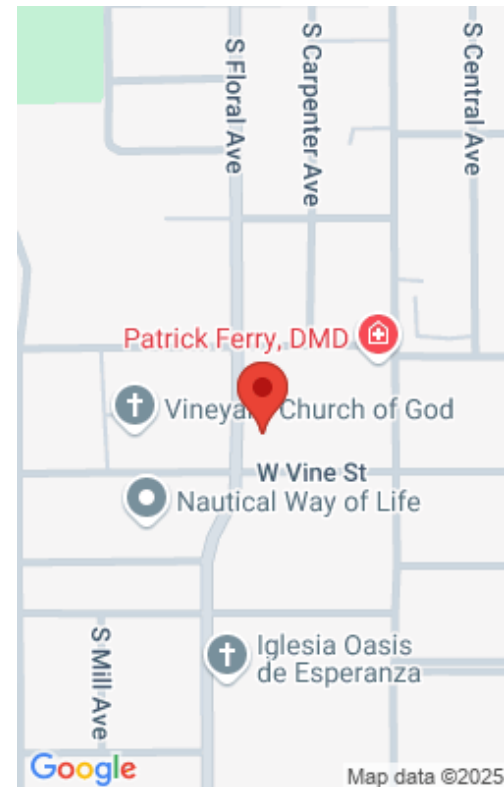 S Floral Ave
S Carpenter Ave
S Central Ave
Patrick Ferry, DMD
Vineya Church of God
W Vine St
Nautical Way of Life
Iglesia Oasis
de Esperanza
S Mill Ave
Google
Map data ©2025